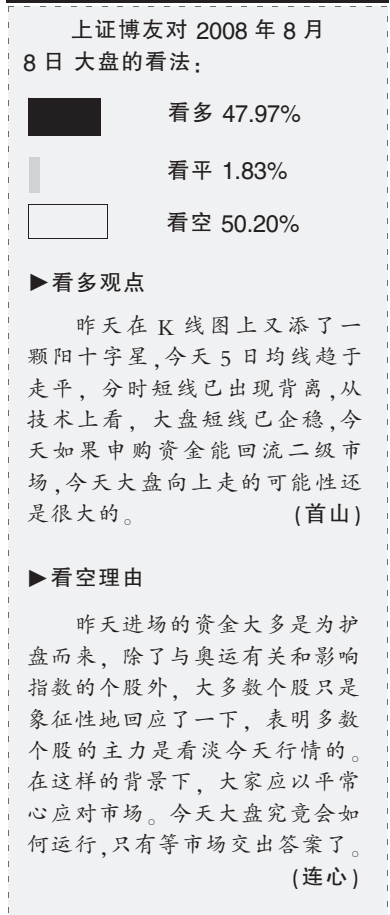 上证博友对 2008 年 8 月
8 日 大盘的看法：
看多 47.97%
看平 1.83%
看空 50.20%
▶看多观点
昨天在 K 线图上又添了一
颗阳十字星,今天 5 日均线趋于
走平，分时短线已出现背离,从
技术上看，大盘短线已企稳,今
天如果申购资金能回流二级市
场,今天大盘向上走的可能性还
是很大的。 (首山)
▶看空理由
昨天进场的资金大多是为护
盘而来，除了与奥运有关和影响
指数的个股外，大多数个股只是
象征性地回应了一下，表明多数
个股的主力是看淡今天行情的。
在这样的背景下，大家应以平常
心应对市场。今天大盘究竟会如
何运行,只有等市场交出答案了。
(连心)